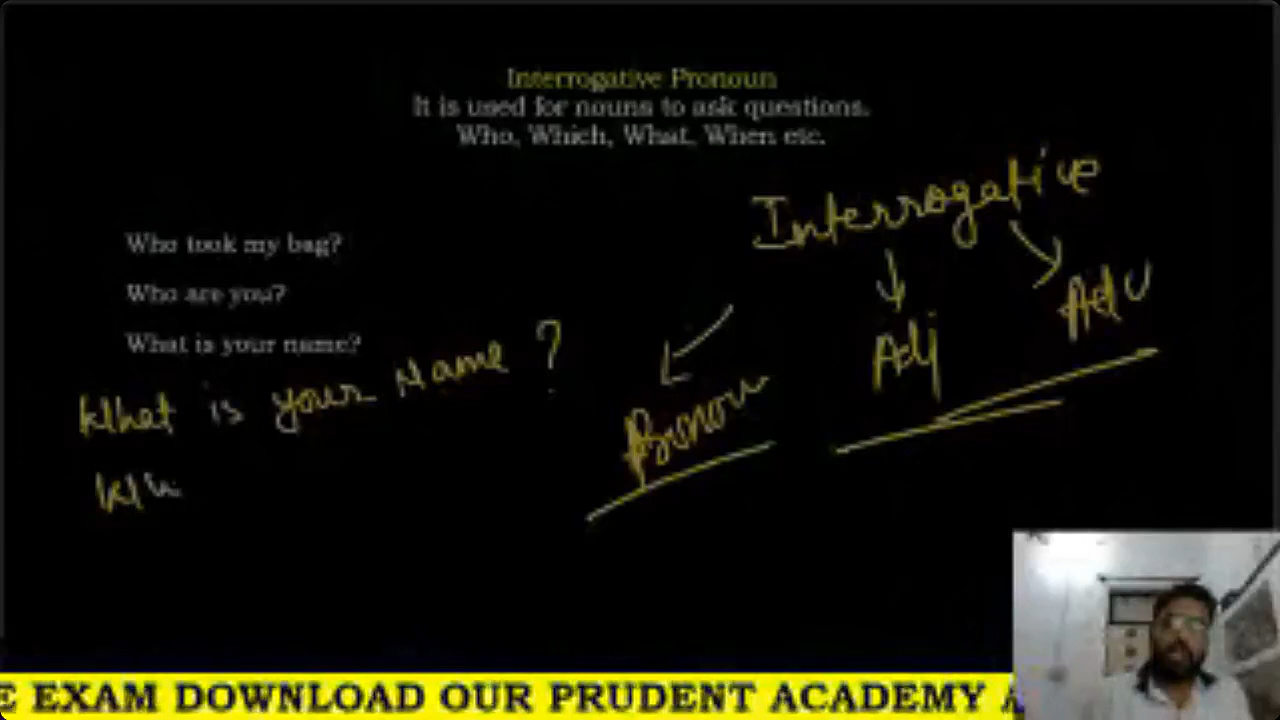 Interrogative Pronoun
It is used for nouns to ask questions.
Who, Which, What, When etc.
Interrogative
Who took my bag?
Who are you?
Adj
Adv
What is your name?
What is your Name ?
Pronoun
E EXAM DOWNLOAD OUR PRUDENT ACADEMY A